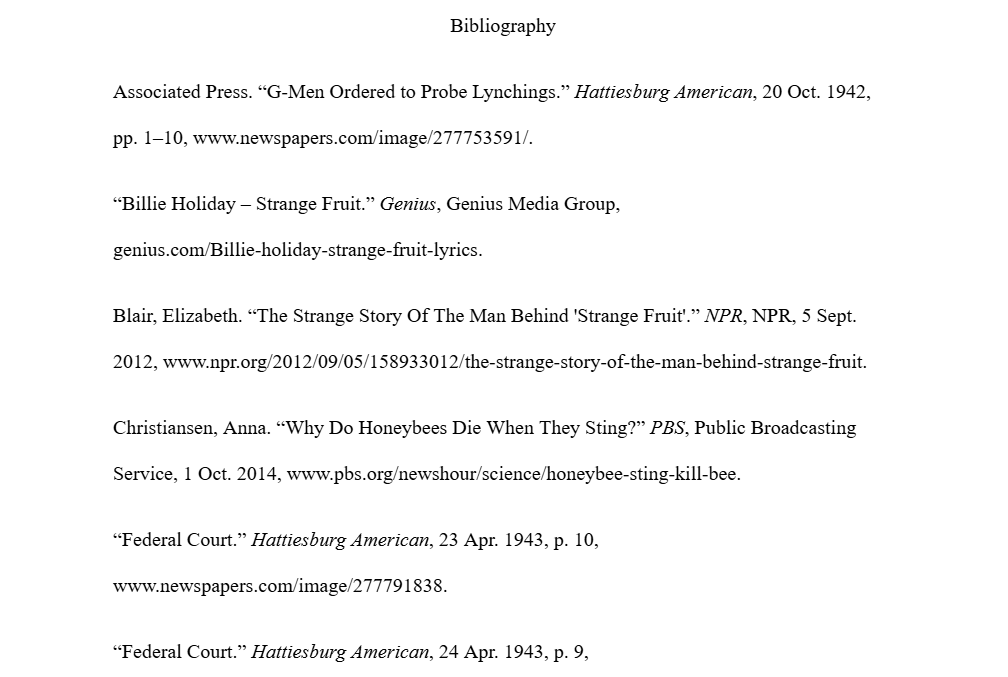 Bibliography
Associated Press. “G-Men Ordered to Probe Lynchings.” Hattiesburg American, 20 Oct. 1942,
pp. 1–10, www.newspapers.com/image/277753591/.
“Billie Holiday – Strange Fruit.” Genius, Genius Media Group,
genius.com/Billie-holiday-strange-fruit-lyrics.
Blair, Elizabeth. “The Strange Story Of The Man Behind 'Strange Fruit'.” NPR, NPR, 5 Sept.
2012, www.npr.org/2012/09/05/158933012/the-strange-story-of-the-man-behind-strange-fruit.
Christiansen, Anna. “Why Do Honeybees Die When They Sting?” PBS, Public Broadcasting
Service, 1 Oct. 2014, www.pbs.org/newshour/science/honeybee-sting-kill-bee.
“Federal Court.” Hattiesburg American, 23 Apr. 1943, p. 10,
www.newspapers.com/image/277791838.
“Federal Court.” Hattiesburg American, 24 Apr. 1943, p. 9,